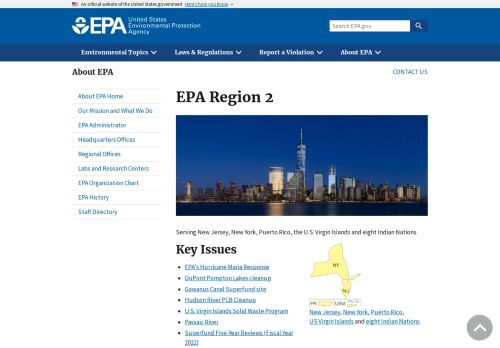 An official website of the United States government Here's how you know
EPA United States
Environmental Protection
Agency
Search EPA.gov
Environmental Topics
Laws & Regulations
Report a Violation
About EPA
About EPA
CONTACT US
About EPA Home
Our Mission and What We Do
EPA Administrator
Headquarters Offices
Regional Offices
Labs and Research Centers
EPA Organization Chart
EPA History
Staff Directory
EPA Region 2
Serving New Jersey, New York, Puerto Rico, the U.S. Virgin Islands and eight Indian Nations.
Key Issues
EPA's Hurricane Maria Response
DuPont Pompton Lakes cleanup
Gowanus Canal Superfund site
Hudson River PCB Cleanup
U.S. Virgin Islands Solid Waste Program
Passaic River
Superfund Five-Year Reviews (Fiscal Year
2022)
NY
NJ
PR
USVI
New Jersey, New York, Puerto Rico,
US Virgin Islands and eight Indian Nations.